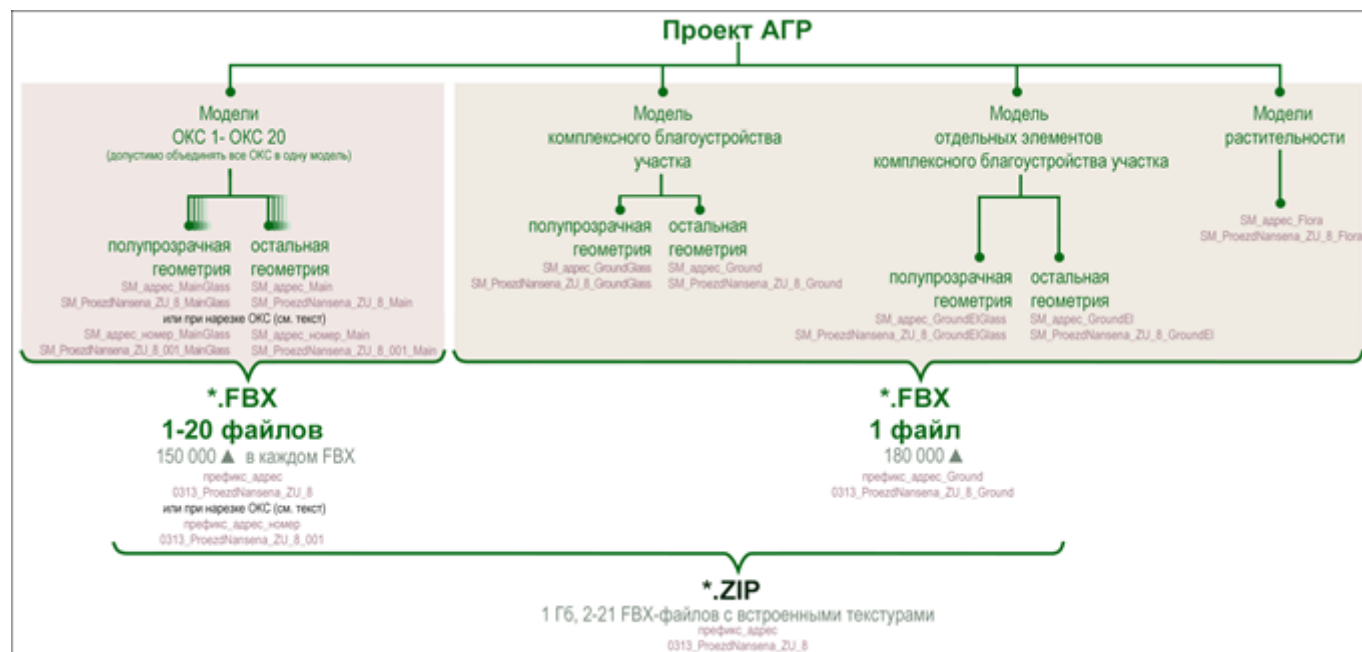 Проект АГР
Модели
ОКС 1- ОКС 20
(допустимо объединять все ОКС в одну модель)
полупрозрачная
геометрия
SM_адрес_MainGlass
SM_ProezdNansena_ZU_8_MainGlass
остальная
геометрия
SM_адрес_Main
SM_ProezdNansena_ZU_8_Main
или при нарезке ОКС (см. текст)
SM_адрес_номер_MainGlass
SM_ProezdNansena_ZU_8_001_MainGlass
SM_адрес_номер_Main
SM_ProezdNansena_ZU_8_001_Main
Модель
комплексного благоустройства
участка
полупрозрачная
геометрия
SM_адрес_GroundGlass
SM_ProezdNansena_ZU_8_GroundGlass
остальная
геометрия
SM_адрес_Ground
SM_ProezdNansena_ZU_8_Ground
Модель
отдельных элементов
комплексного благоустройства участка
полупрозрачная
геометрия
SM_адрес_GroundElGlass
SM_ProezdNansena_ZU_8_GroundElGlass
остальная
геометрия
SM_адрес_GroundEl
SM_ProezdNansena_ZU_8_GroundEl
Модели
растительности
SM_адрес_Flora
SM_ProezdNansena_ZU_8_Flora
*.FBX
1-20 файлов
150 000 ▲ в каждом FBX
префикс_адрес
0313_ProezdNansena_ZU_8
или при нарезке ОКС (см. текст)
префикс_адрес_номер
0313_ProezdNansena_ZU_8_001
*.FBX
1 файл
180 000 ▲
префикс_адрес_Ground
0313_ProezdNansena_ZU_8_Ground
*.ZIP
1 Гб, 2-21 FBX-файлов с встроенными текстурами
префикс_адрес
0313_ProezdNansena_ZU_8